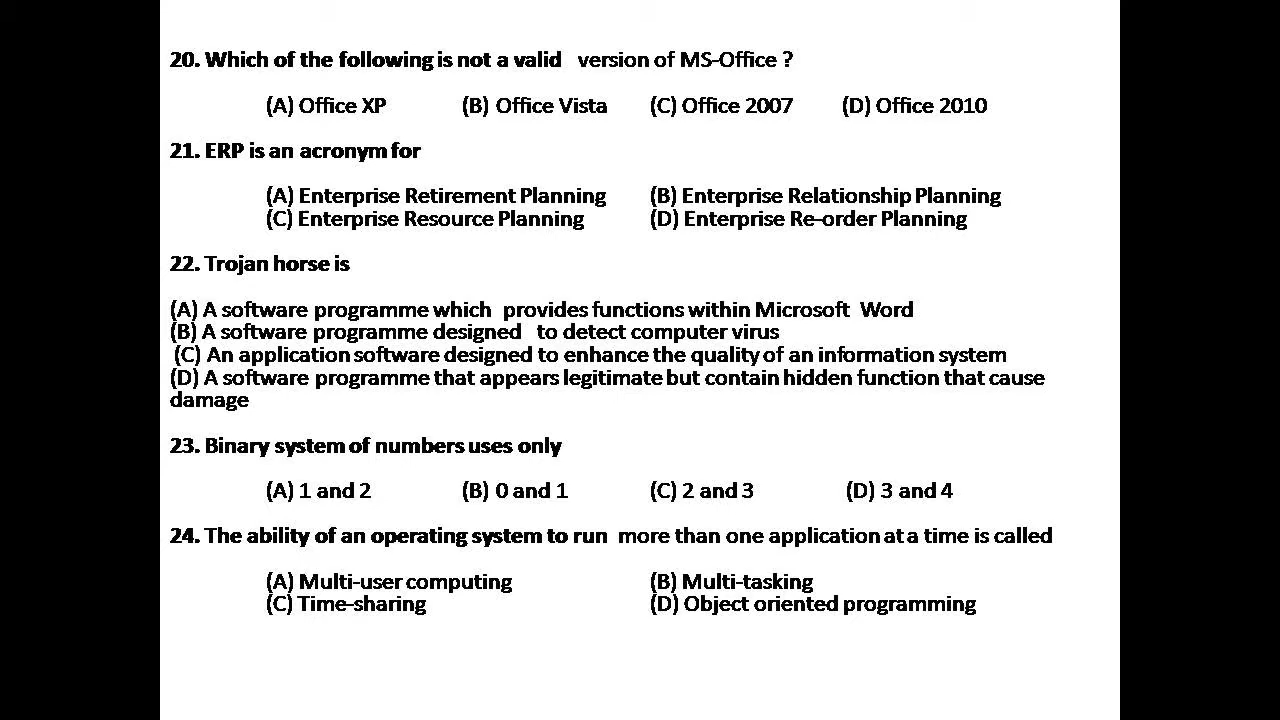 20. Which of the following is not a valid version of MS-Office ?
(A) Office XP (B) Office Vista (C) Office 2007 (D) Office 2010
21. ERP is an acronym for
(A) Enterprise Retirement Planning (B) Enterprise Relationship Planning
(C) Enterprise Resource Planning (D) Enterprise Re-order Planning
22. Trojan horse is
(A) A software programme which provides functions within Microsoft Word
(B) A software programme designed to detect computer virus
(C) An application software designed to enhance the quality of an information system
(D) A software programme that appears legitimate but contain hidden function that cause
damage
23. Binary system of numbers uses only
(A) 1 and 2 (B) 0 and 1 (C) 2 and 3 (D) 3 and 4
24. The ability of an operating system to run more than one application at a time is called
(A) Multi-user computing (B) Multi-tasking
(C) Time-sharing (D) Object oriented programming